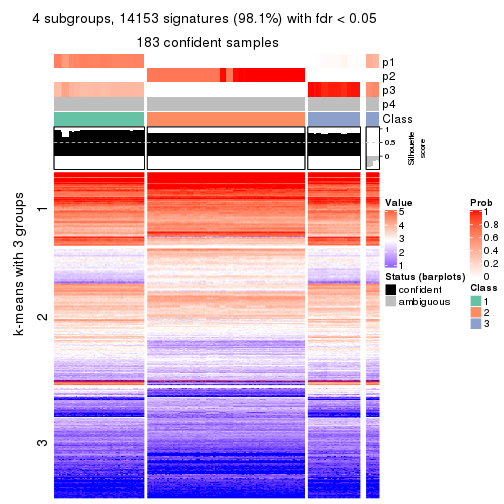 4 subgroups, 14153 signatures (98.1%) with fdr < 0.05
183 confident samples
p1
p2
p3
p4
Class
1
0.5
0
Silhouette
score
k-means with 3 groups
1
2
3
Value
5
4
3
2
1
Status (barplots)
confident
ambiguous
Prob
1
0.8
0.6
0.4
0.2
0
Class
1
2
3